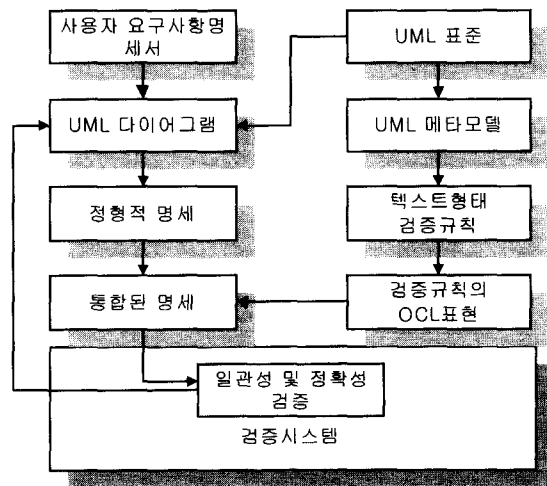 사용자 요구사항명
세서
UML 표준
UML 다이어그램
UML 메타모델
정형적 명세
텍스트형태
검증규칙
통합된 명세
검증규칙의
OCL표현
일관성 및 정확성
검증
검증시스템